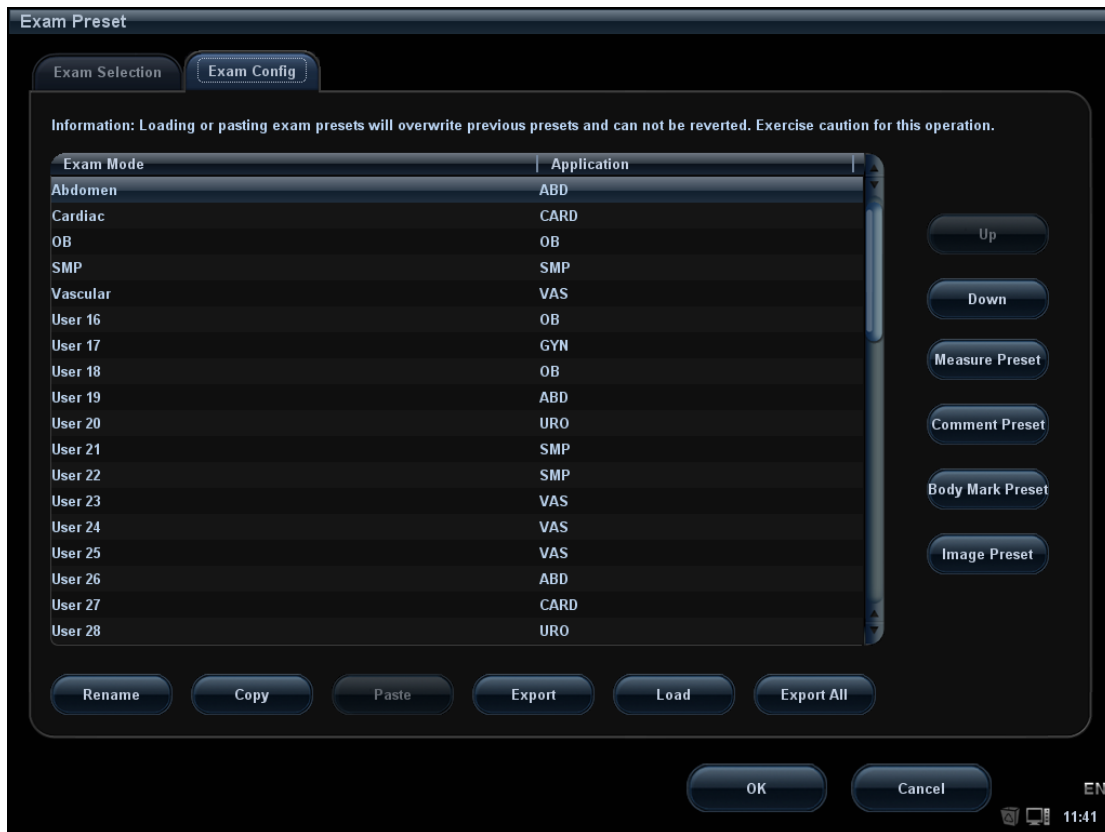 Exam Preset
Exam Selection Exam Config
Information: Loading or pasting exam presets will overwrite previous presets and can not be reverted. Exercise caution for this operation.
Exam Mode Application
Abdomen ABD
Cardiac CARD
OB OB
SMP SMP
Vascular VAS
User 16 OB
User 17 GYN
User 18 OB
User 19 ABD
User 20 URO
User 21 SMP
User 22 SMP
User 23 VAS
User 24 VAS
User 25 VAS
User 26 ABD
User 27 CARD
User 28 URO
Up
Down
Measure Preset
Comment Preset
Body Mark Preset
Image Preset
Rename Copy Paste Export Load Export All
OK Cancel EN
11:41